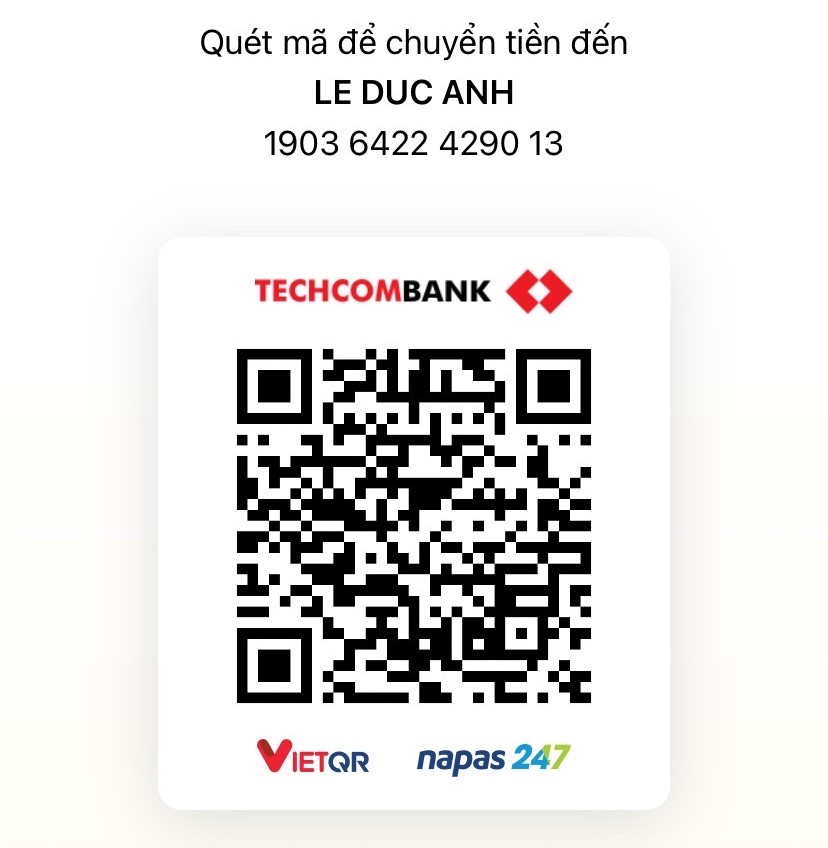 Quét mã để chuyển tiền đến
LE DUC ANH
1903 6422 4290 13
TECHCOMBANK
VIETQR
napas 247